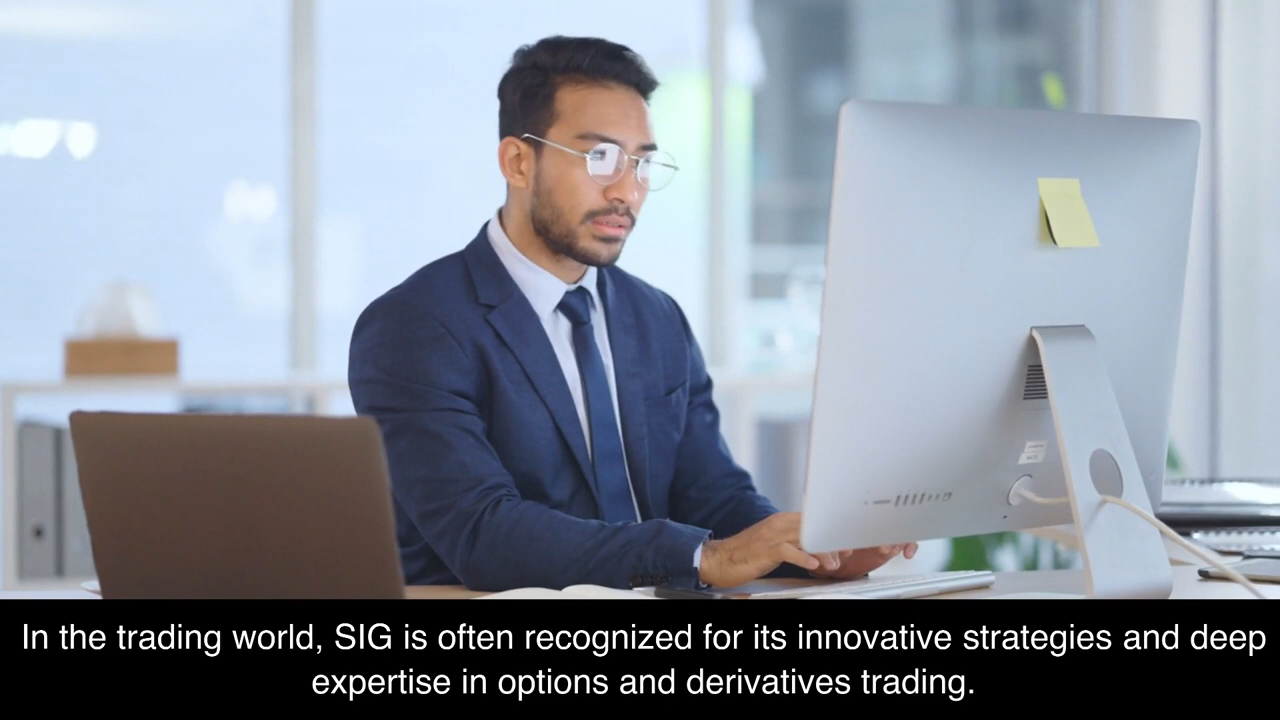 In the trading world, SIG is often recognized for its innovative strategies and deep
expertise in options and derivatives trading.